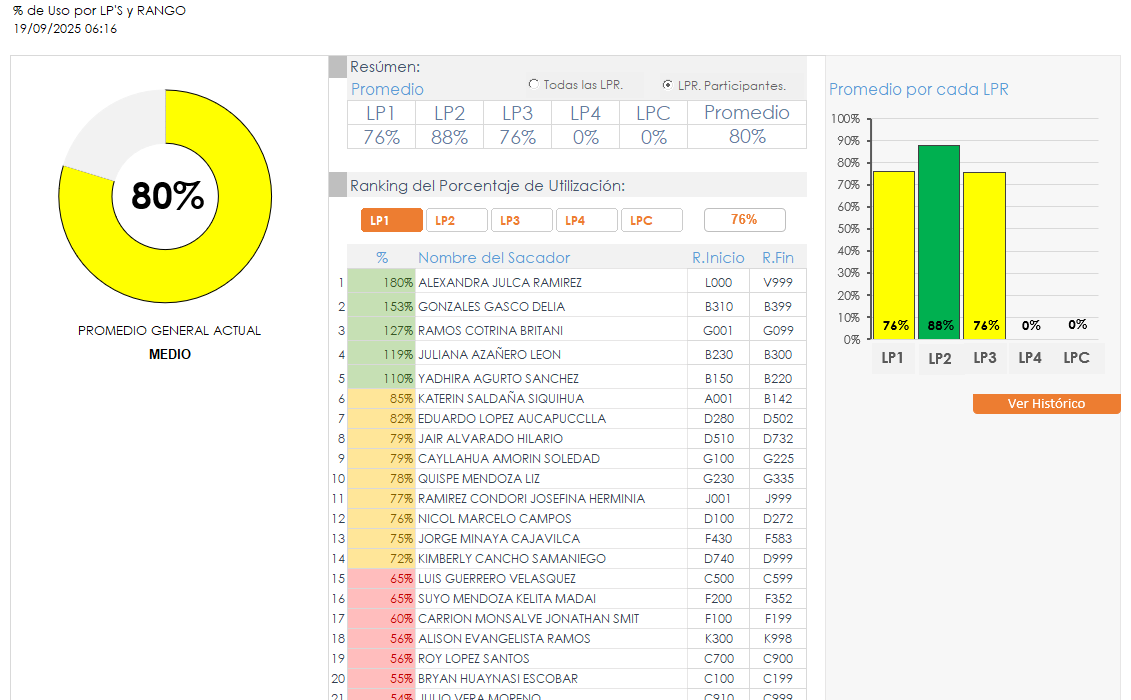 % de Uso por LP'S y RANGO
19/09/2025 06:16
80%
PROMEDIO GENERAL ACTUAL
MEDIO
Resúmen:
Promedio
Todas las LPR.
LPR. Participantes.
LP1 LP2 LP3 LP4 LPC Promedio
76% 88% 76% 0% 0% 80%
Ranking del Porcentaje de Utilización:
LP1 LP2 LP3 LP4 LPC 76%
% Nombre del Sacador R.Inicio R.Fin
1 180% ALEXANDRA JULCA RAMIREZ L000 V999
2 153% GONZALES GASCO DELIA B310 B399
3 127% RAMOS COTRINA BRITANI G001 G099
4 119% JULIANA AZAÑERO LEON B230 B300
5 110% YADHIRA AGURTO SANCHEZ B150 B220
6 85% KATERIN SALDAÑA SIQUIHUA A001 B142
7 82% EDUARDO LOPEZ AUCAPUCCLLA D280 D502
8 79% JAIR ALVARADO HILARIO D510 D732
9 79% CAYLLAHUA AMORIN SOLEDAD G100 G225
10 78% QUISPE MENDOZA LIZ G230 G335
11 77% RAMIREZ CONDORI JOSEFINA HERMINIA J001 J999
12 76% NICOL MARCELO CAMPOS D100 D272
13 75% JORGE MINAYA CAJAVILCA F430 F583
14 72% KIMBERLY CANCHO SAMANIEGO D740 D999
15 65% LUIS GUERRERO VELASQUEZ C500 C599
16 65% SUYO MENDOZA KELITA MADAI F200 F352
17 60% CARRION MONSALVE JONATHAN SMIT F100 F199
18 56% ALISON EVANGELISTA RAMOS K300 K998
19 56% ROY LOPEZ SANTOS C700 C900
20 55% BRYAN HUAYNASI ESCOBAR C100 C199
21 54% JULIO VERA MORENO C910 C999
Promedio por cada LPR
100%
90%
80%
70%
60%
50%
40%
30%
20%
10%
0%
76% 88% 76% 0% 0%
LP1 LP2 LP3 LP4 LPC
Ver Histórico